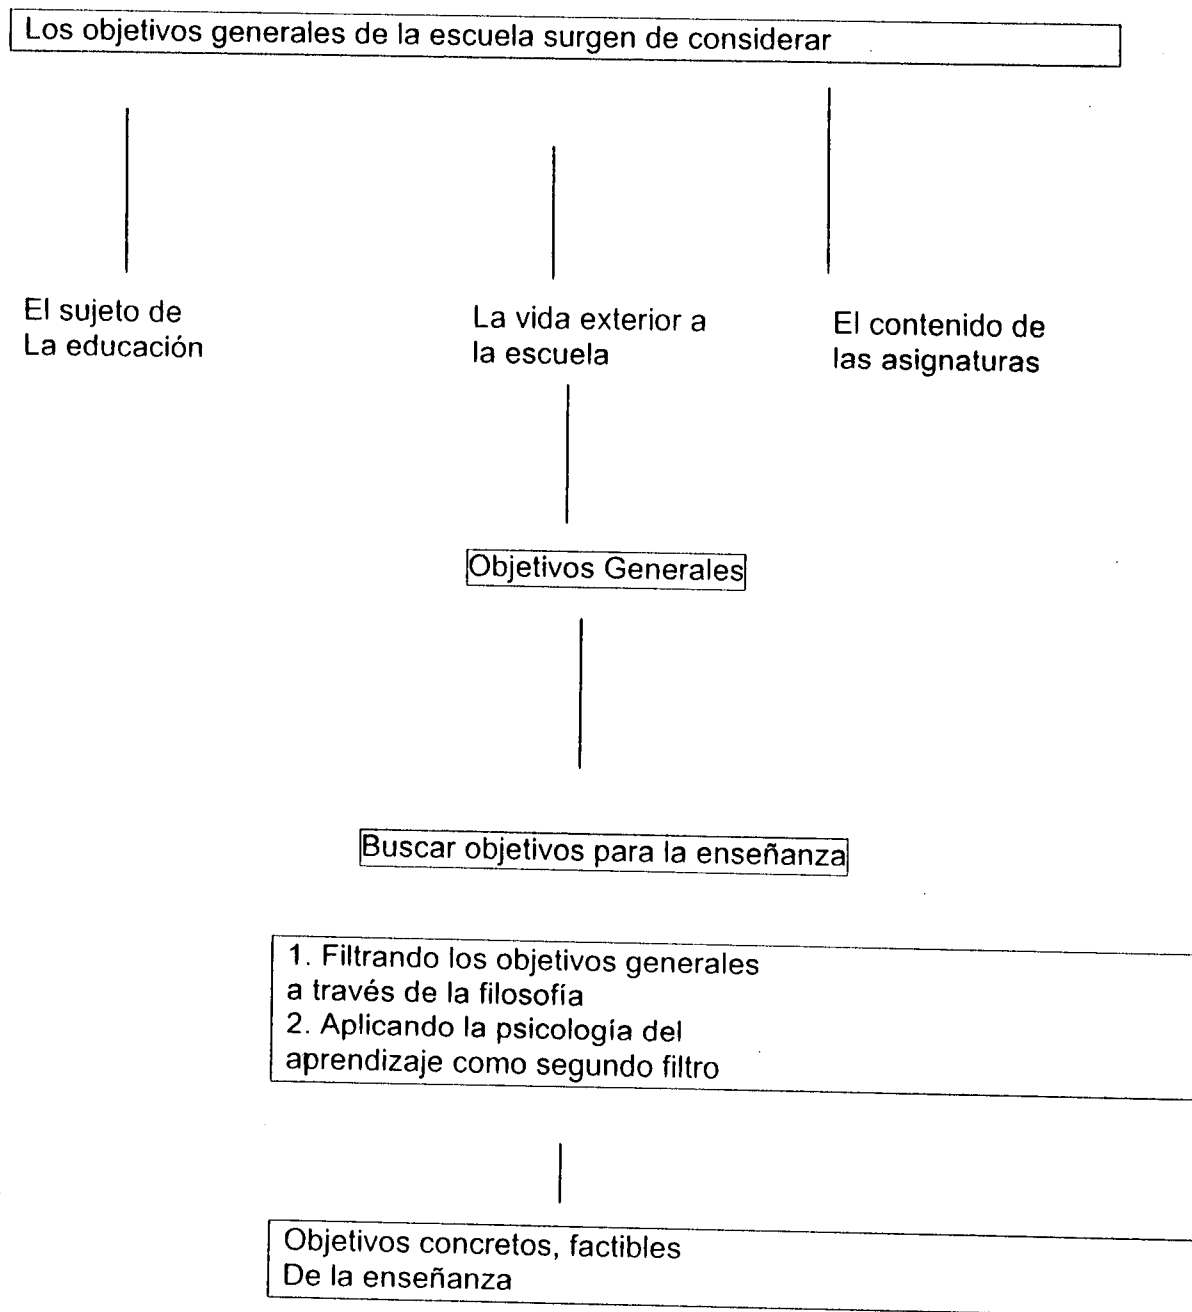 Los objetivos generales de la escuela surgen de considerar
El sujeto de
La educación
La vida exterior a
la escuela
El contenido de
las asignaturas
Objetivos Generales
Buscar objetivos para la enseñanza
1. Filtrando los objetivos generales
a través de la filosofía
2. Aplicando la psicología del
aprendizaje como segundo filtro
Objetivos concretos, factibles
De la enseñanza